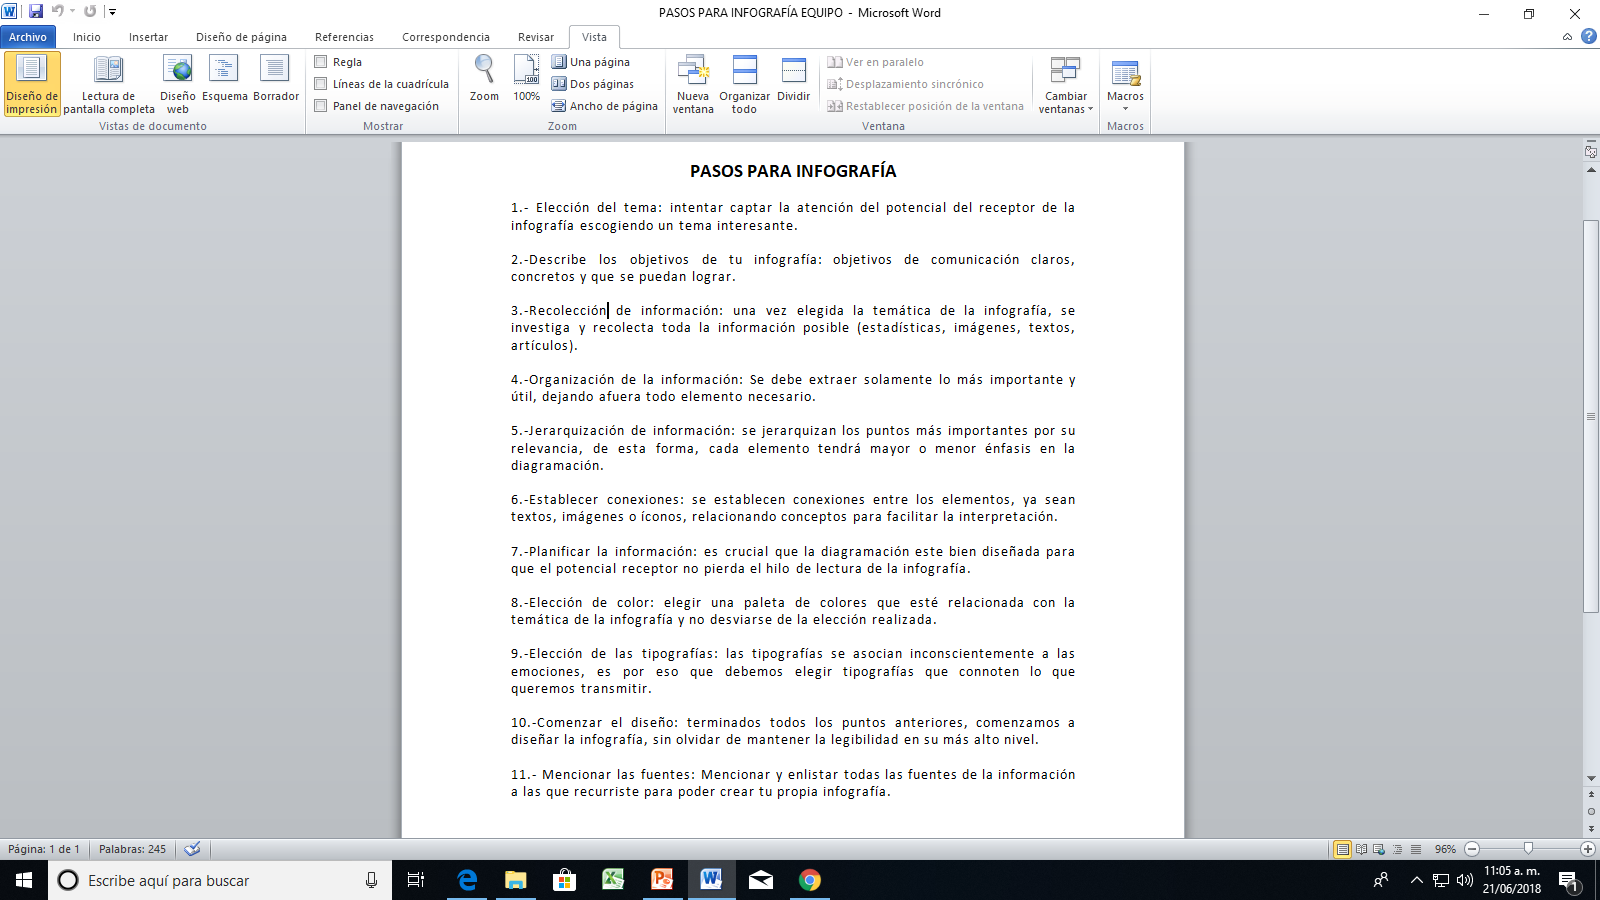 PASOS PARA INFOGRAFÍA EQUIPO - Microsoft Word
Archivo Inicio Insertar Diseño de página Referencias Correspondencia Revisar Vista
Diseño de impresión
Lectura de pantalla completa
Diseño web
Esquema
Borrador
Vistas de documento
Regla
Líneas de la cuadrícula
Panel de navegación
Mostrar
Zoom
100%
Una página
Dos páginas
Ancho de página
Zoom
Nueva ventana
Organizar todo
Dividir
Ver en paralelo
Desplazamiento sincrónico
Restablecer posición de la ventana
Ventana
Cambiar ventanas
Macros
Macros
PASOS PARA INFOGRAFÍA
1.- Elección del tema: intentar captar la atención del potencial del receptor de la
infografía escogiendo un tema interesante.
2.-Describe los objetivos de tu infografía: objetivos de comunicación claros,
concretos y que se puedan lograr.
3.-Recolección de información: una vez elegida la temática de la infografía, se
investiga y recolecta toda la información posible (estadísticas, imágenes, textos,
artículos).
4.-Organización de la información: Se debe extraer solamente lo más importante y
útil, dejando afuera todo elemento necesario.
5.-Jerarquización de información: se jerarquizan los puntos más importantes por su
relevancia, de esta forma, cada elemento tendrá mayor o menor énfasis en la
diagramación.
6.-Establecer conexiones: se establecen conexiones entre los elementos, ya sean
textos, imágenes o íconos, relacionando conceptos para facilitar la interpretación.
7.-Planificar la información: es crucial que la diagramación este bien diseñada para
que el potencial receptor no pierda el hilo de lectura de la infografía.
8.-Elección de color: elegir una paleta de colores que esté relacionada con la
temática de la infografía y no desviarse de la elección realizada.
9.-Elección de las tipografías: las tipografías se asocian inconscientemente a las
emociones, es por eso que debemos elegir tipografías que connoten lo que
queremos transmitir.
10.-Comenzar el diseño: terminados todos los puntos anteriores, comenzamos a
diseñar la infografía, sin olvidar de mantener la legibilidad en su más alto nivel.
11.- Mencionar las fuentes: Mencionar y enlistar todas las fuentes de la información
a las que recurriste para poder crear tu propia infografía.
Página: 1 de 1 Palabras: 245 96%
Escribe aquí para buscar
11:05 a. m.
21/06/2018
1